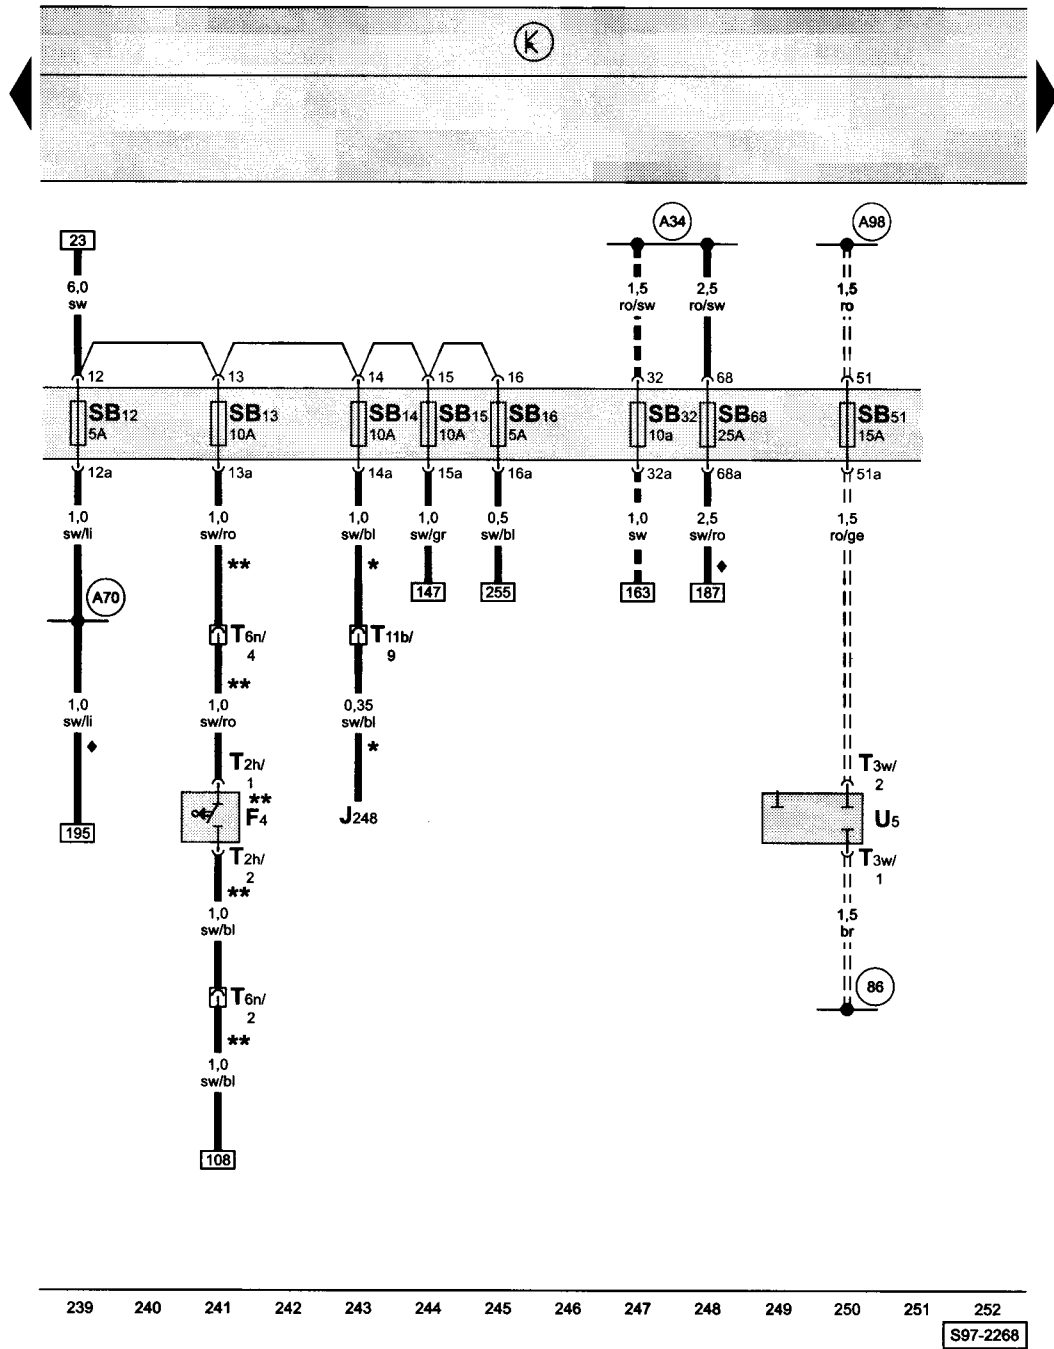 K
A34 A98
23
6,0 1,5 2,5 1,5
sw ro/sw ro/sw ro
12 13 14 15 16 32 68 51
SB12 SB13 SB14 SB15 SB16 SB32 SB68 SB51
5A 10A 10A 10A 5A 10a 25A 15A
12a 13a 14a 15a 16a 32a 68a 51a
1,0 1,0 1,0 1,0 0,5 1,0 2,5 1,5
sw/li sw/ro sw/bl sw/gr sw/bl sw sw/ro ro/ge
** * ♦
147 255 163 187
A70
T6n/ T11b/
4 9
**
1,0 1,0 0,35
sw/li sw/ro sw/bl
♦ *
T2h/ T3w/
1 2
**
F4 J248 U5
195
T2h/ T3w/
2 1
**
1,0 1,5
sw/bl br
86
T6n/
2
**
1,0
sw/bl
108
239 240 241 242 243 244 245 246 247 248 249 250 251 252
S97-2268